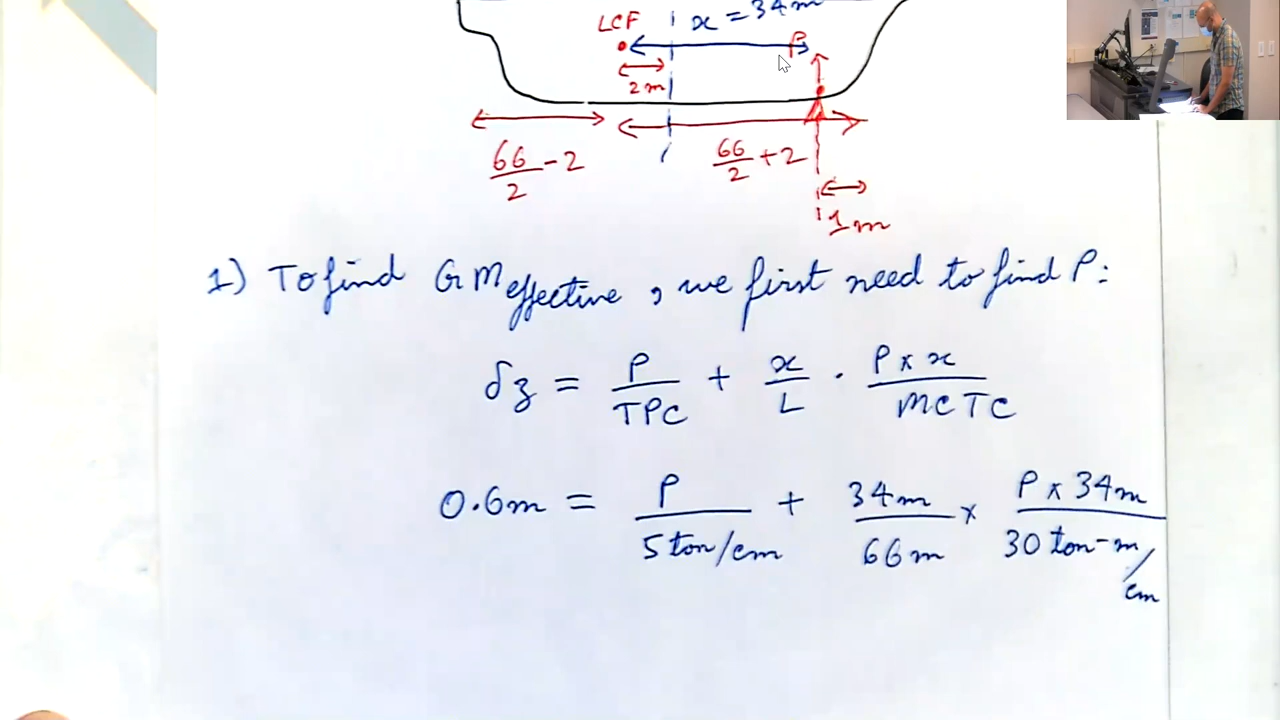 LCF x = 34m
P
2m
66/2 - 2 66/2 + 2
1m
1) To find GM effective, we first need to find P:
δz = P/TPC + x/L · P x x/MCTC
0.6m = P/5 ton/cm + 34m/66m x P x 34m/30 ton-m/cm